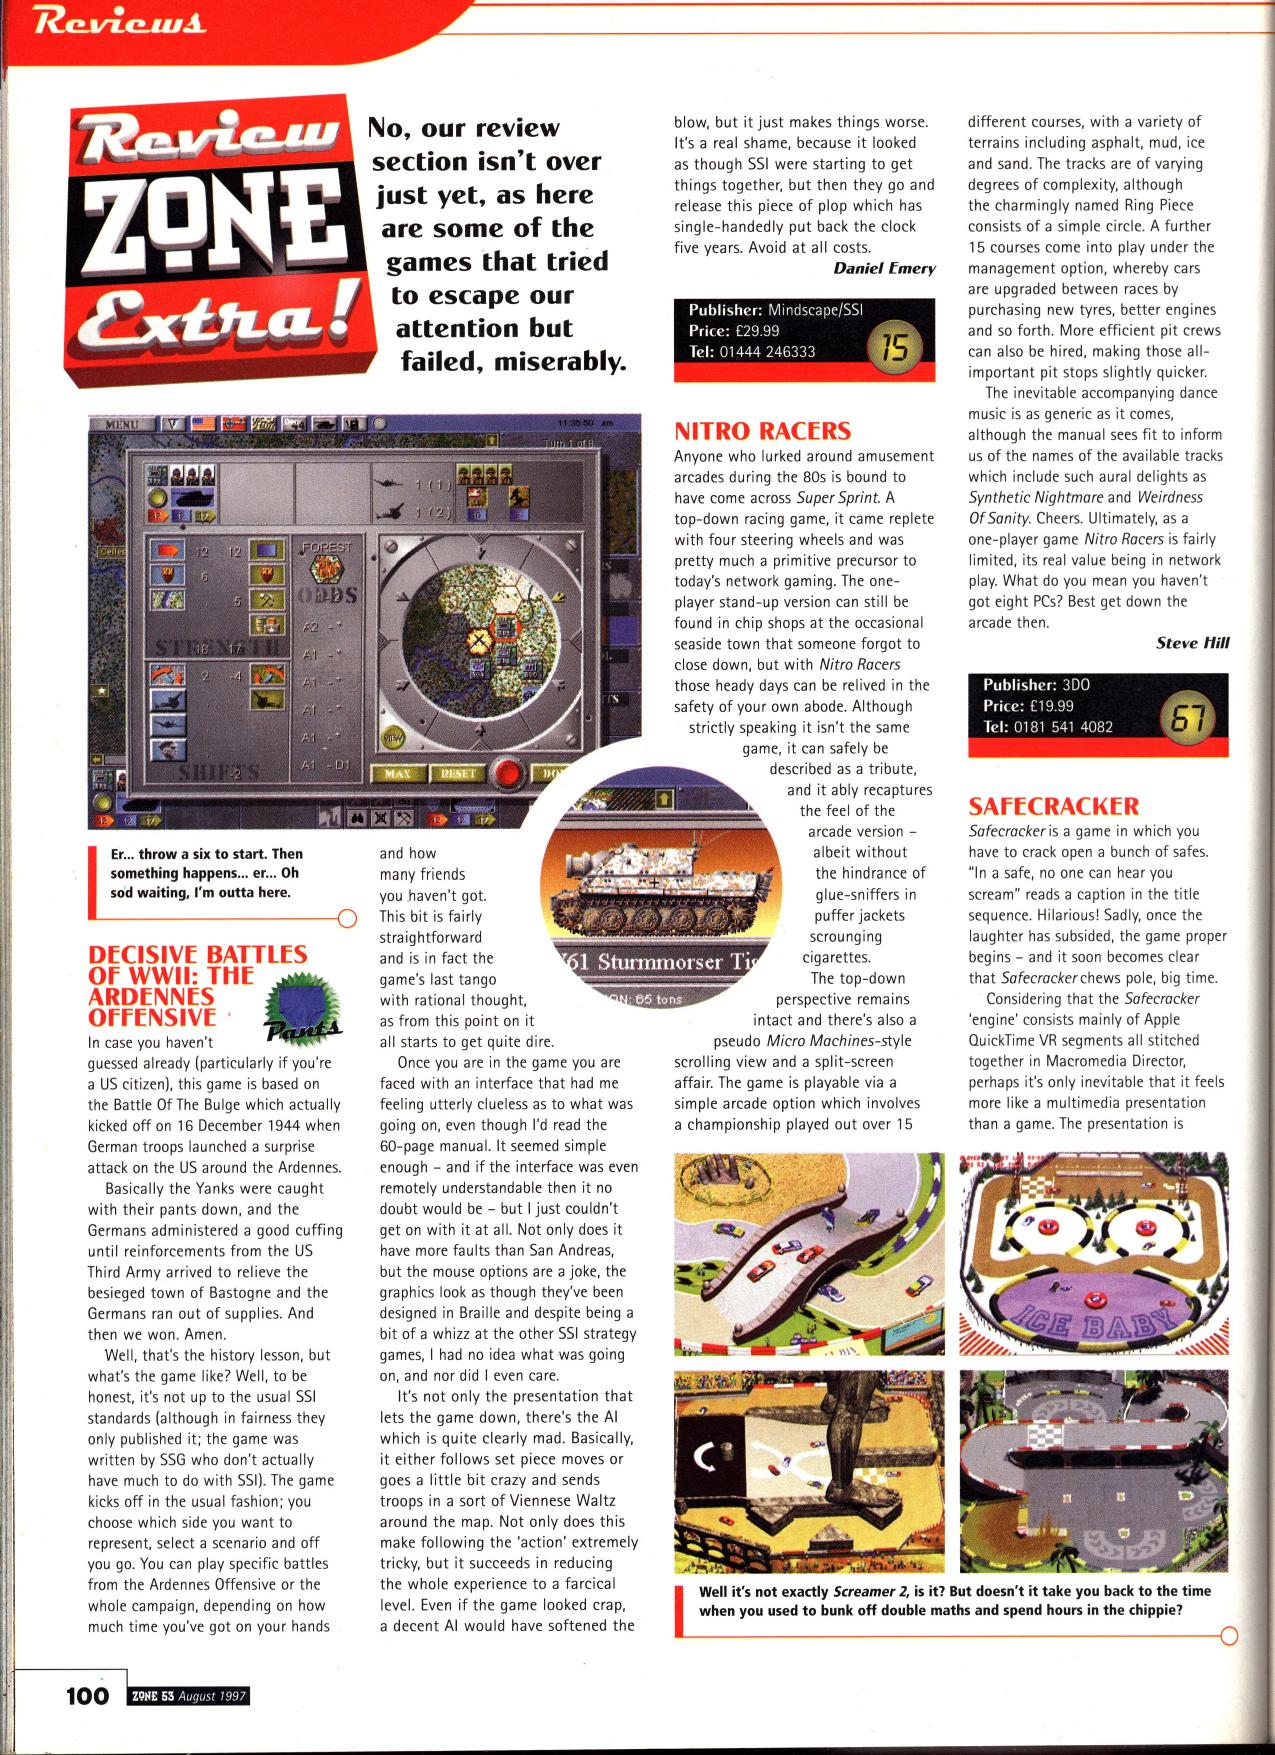 Reviews
Review
ZONE
Extra!
No, our review
section isn't over
just yet, as here
are some of the
games that tried
to escape our
attention but
failed, miserably.
MENU
11:36:50 am
Turn 1 of 8
Celles
1 (1)
1 (2)
FOREST
ODDS
STRENGTH
SHIFTS
VIEW
MAX
RESET
Er... throw a six to start. Then
something happens... er... Oh
sod waiting, I'm outta here.
DECISIVE BATTLES
OF WWII: THE
ARDENNES
OFFENSIVE
Pants
In case you haven't
guessed already (particularly if you're
a US citizen), this game is based on
the Battle Of The Bulge which actually
kicked off on 16 December 1944 when
German troops launched a surprise
attack on the US around the Ardennes.
Basically the Yanks were caught
with their pants down, and the
Germans administered a good cuffing
until reinforcements from the US
Third Army arrived to relieve the
besieged town of Bastogne and the
Germans ran out of supplies. And
then we won. Amen.
Well, that's the history lesson, but
what's the game like? Well, to be
honest, it's not up to the usual SSI
standards (although in fairness they
only published it; the game was
written by SSG who don't actually
have much to do with SSI). The game
kicks off in the usual fashion; you
choose which side you want to
represent, select a scenario and off
you go. You can play specific battles
from the Ardennes Offensive or the
whole campaign, depending on how
much time you've got on your hands
and how
many friends
you haven't got.
This bit is fairly
straightforward
and is in fact the
game's last tango
with rational thought,
as from this point on it
all starts to get quite dire.
Once you are in the game you are
faced with an interface that had me
feeling utterly clueless as to what was
going on, even though I'd read the
60-page manual. It seemed simple
enough – and if the interface was even
remotely understandable then it no
doubt would be – but I just couldn't
get on with it at all. Not only does it
have more faults than San Andreas,
but the mouse options are a joke, the
graphics look as though they've been
designed in Braille and despite being a
bit of a whizz at the other SSI strategy
games, I had no idea what was going
on, and nor did I even care.
It's not only the presentation that
lets the game down, there's the AI
which is quite clearly mad. Basically,
it either follows set piece moves or
goes a little bit crazy and sends
troops in a sort of Viennese Waltz
around the map. Not only does this
make following the 'action' extremely
tricky, but it succeeds in reducing
the whole experience to a farcical
level. Even if the game looked crap,
a decent AI would have softened the
61 Sturmmorser Tig
65 tons
blow, but it just makes things worse.
It's a real shame, because it looked
as though SSI were starting to get
things together, but then they go and
release this piece of plop which has
single-handedly put back the clock
five years. Avoid at all costs.
Daniel Emery
Publisher: Mindscape/SSI
Price: £29.99
Tel: 01444 246333
15
NITRO RACERS
Anyone who lurked around amusement
arcades during the 80s is bound to
have come across Super Sprint. A
top-down racing game, it came replete
with four steering wheels and was
pretty much a primitive precursor to
today's network gaming. The one-
player stand-up version can still be
found in chip shops at the occasional
seaside town that someone forgot to
close down, but with Nitro Racers
those heady days can be relived in the
safety of your own abode. Although
strictly speaking it isn't the same
game, it can safely be
described as a tribute,
and it ably recaptures
the feel of the
arcade version –
albeit without
the hindrance of
glue-sniffers in
puffer jackets
scrounging
cigarettes.
The top-down
perspective remains
intact and there's also a
pseudo Micro Machines-style
scrolling view and a split-screen
affair. The game is playable via a
simple arcade option which involves
a championship played out over 15
different courses, with a variety of
terrains including asphalt, mud, ice
and sand. The tracks are of varying
degrees of complexity, although
the charmingly named Ring Piece
consists of a simple circle. A further
15 courses come into play under the
management option, whereby cars
are upgraded between races by
purchasing new tyres, better engines
and so forth. More efficient pit crews
can also be hired, making those all-
important pit stops slightly quicker.
The inevitable accompanying dance
music is as generic as it comes,
although the manual sees fit to inform
us of the names of the available tracks
which include such aural delights as
Synthetic Nightmare and Weirdness
Of Sanity. Cheers. Ultimately, as a
one-player game Nitro Racers is fairly
limited, its real value being in network
play. What do you mean you haven't
got eight PCs? Best get down the
arcade then.
Steve Hill
Publisher: 3DO
Price: £19.99
Tel: 0181 541 4082
67
SAFECRACKER
Safecracker is a game in which you
have to crack open a bunch of safes.
"In a safe, no one can hear you
scream" reads a caption in the title
sequence. Hilarious! Sadly, once the
laughter has subsided, the game proper
begins – and it soon becomes clear
that Safecracker chews pole, big time.
Considering that the Safecracker
'engine' consists mainly of Apple
QuickTime VR segments all stitched
together in Macromedia Director,
perhaps it's only inevitable that it feels
more like a multimedia presentation
than a game. The presentation is
ICE BABY
Well it's not exactly Screamer 2, is it? But doesn't it take you back to the time
when you used to bunk off double maths and spend hours in the chippie?
100 ZONE 53 August 1997